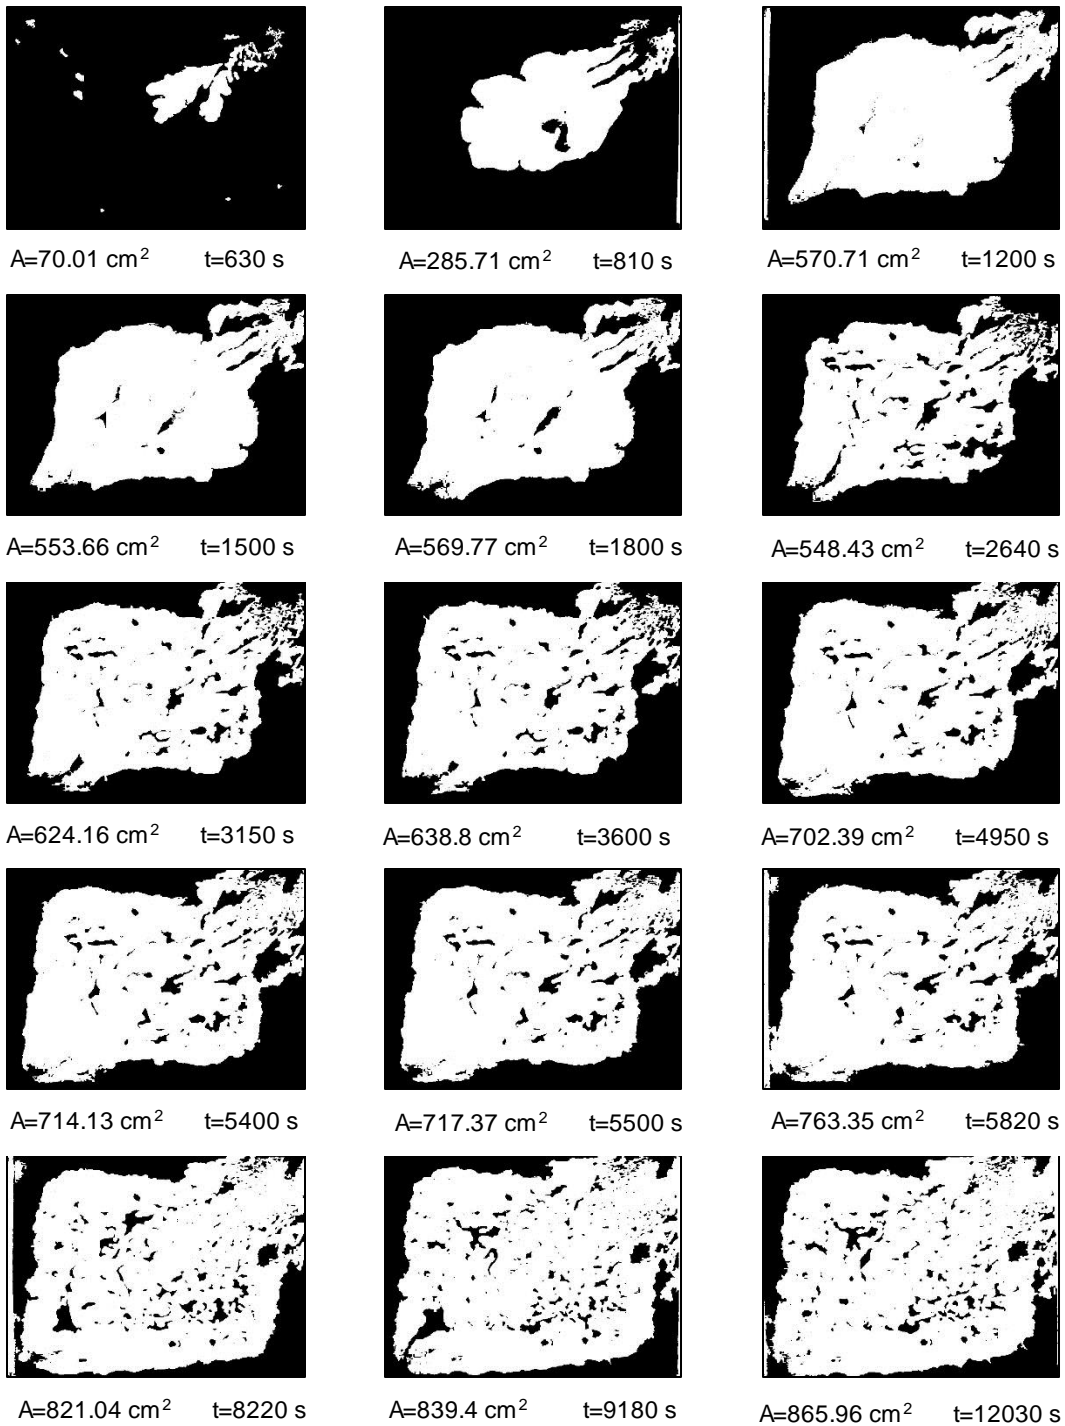 A=70.01 cm² t=630 s
A=285.71 cm² t=810 s
A=570.71 cm² t=1200 s
A=553.66 cm² t=1500 s
A=569.77 cm² t=1800 s
A=548.43 cm² t=2640 s
A=624.16 cm² t=3150 s
A=638.8 cm² t=3600 s
A=702.39 cm² t=4950 s
A=714.13 cm² t=5400 s
A=717.37 cm² t=5500 s
A=763.35 cm² t=5820 s
A=821.04 cm² t=8220 s
A=839.4 cm² t=9180 s
A=865.96 cm² t=12030 s